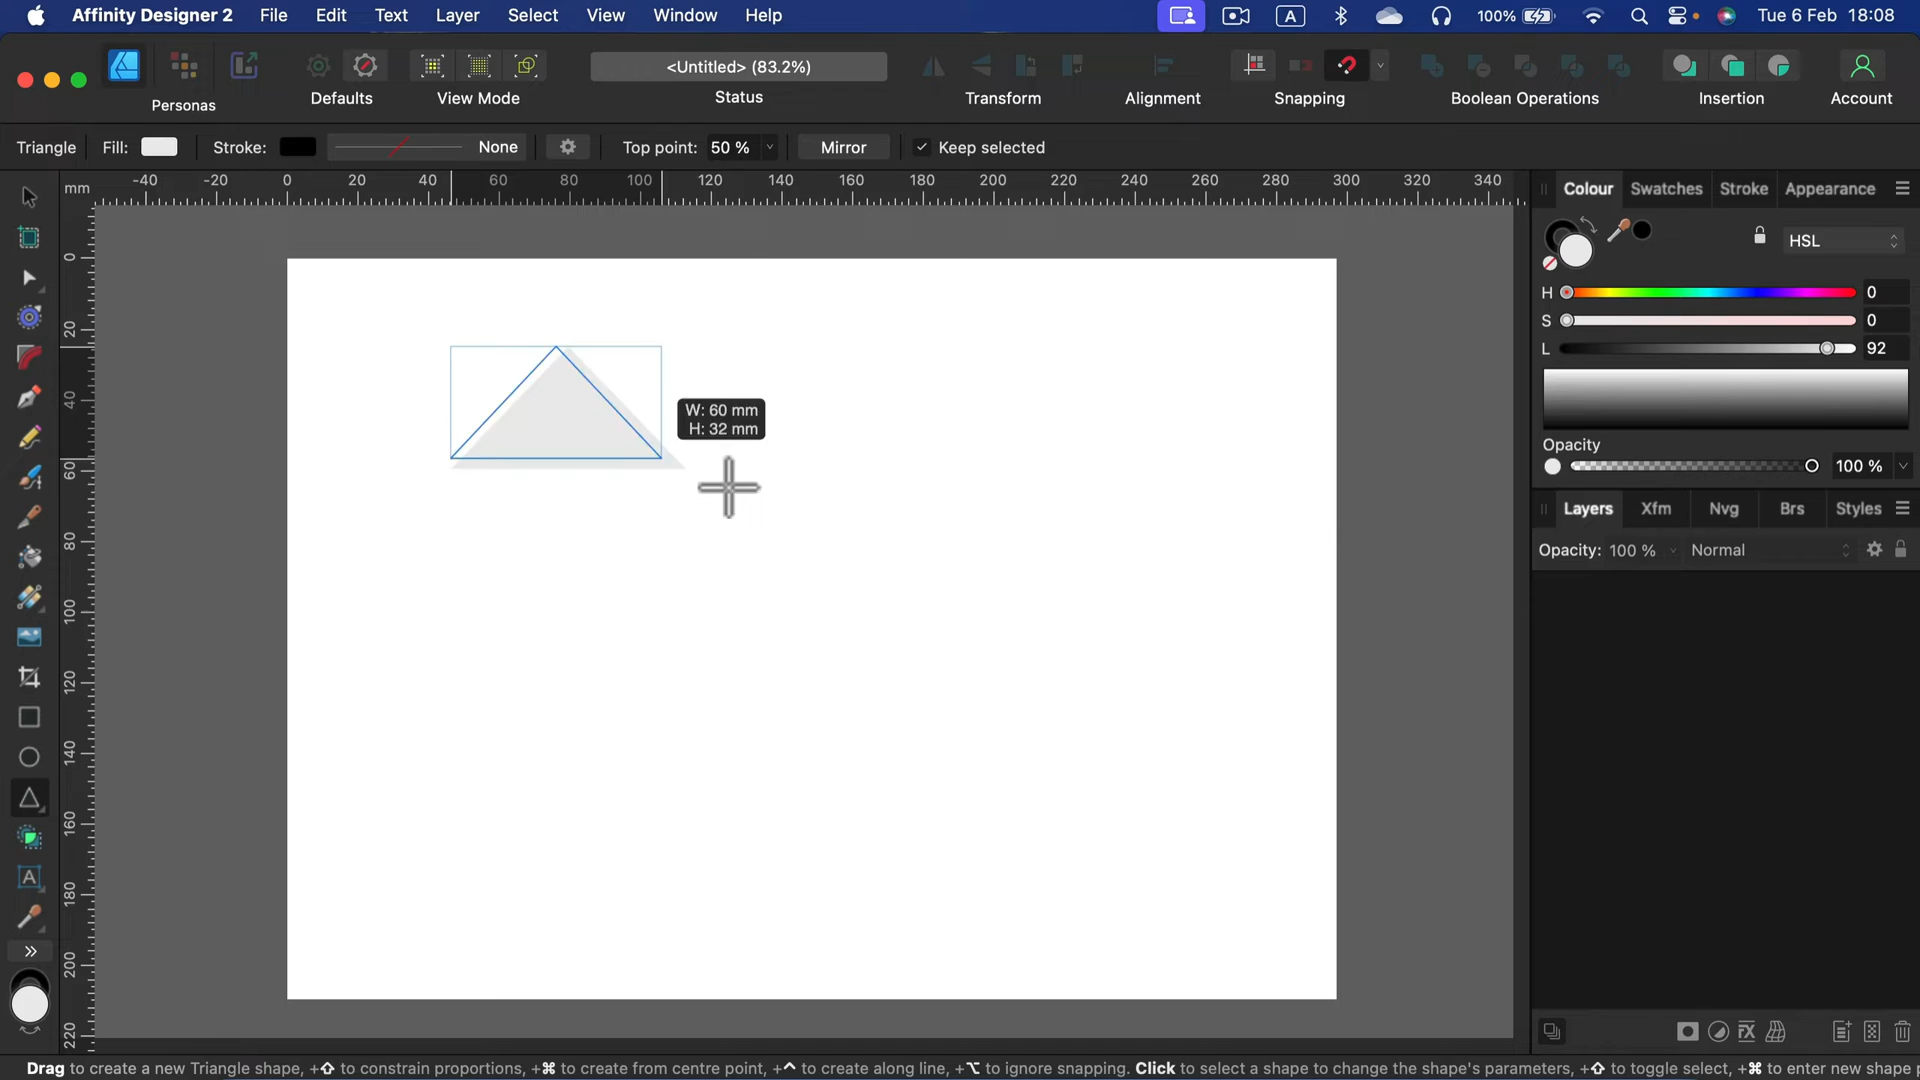 Affinity Designer 2 File Edit Text Layer Select View Window Help A 100% Tue 6 Feb 18:08
<Untitled> (83.2%)
Personas Defaults View Mode Status Transform Alignment Snapping Boolean Operations Insertion Account
Triangle Fill: Stroke: None Top point: 50 % Mirror Keep selected
mm -40 -20 0 20 40 60 80 100 120 140 160 180 200 220 240 260 280 300 320 340
Colour Swatches Stroke Appearance
HSL
H 0
S 0
L 92
Opacity
100 %
Layers Xfm Nvg Brs Styles
Opacity: 100 % Normal
W: 60 mm
H: 32 mm
0
20
40
60
80
100
120
140
160
180
200
220
A
FX
Drag to create a new Triangle shape, +⇧ to constrain proportions, +⌘ to create from centre point, +^ to create along line, +⌥ to ignore snapping. Click to select a shape to change the shape's parameters, +⇧ to toggle select, +⌘ to enter new shape p